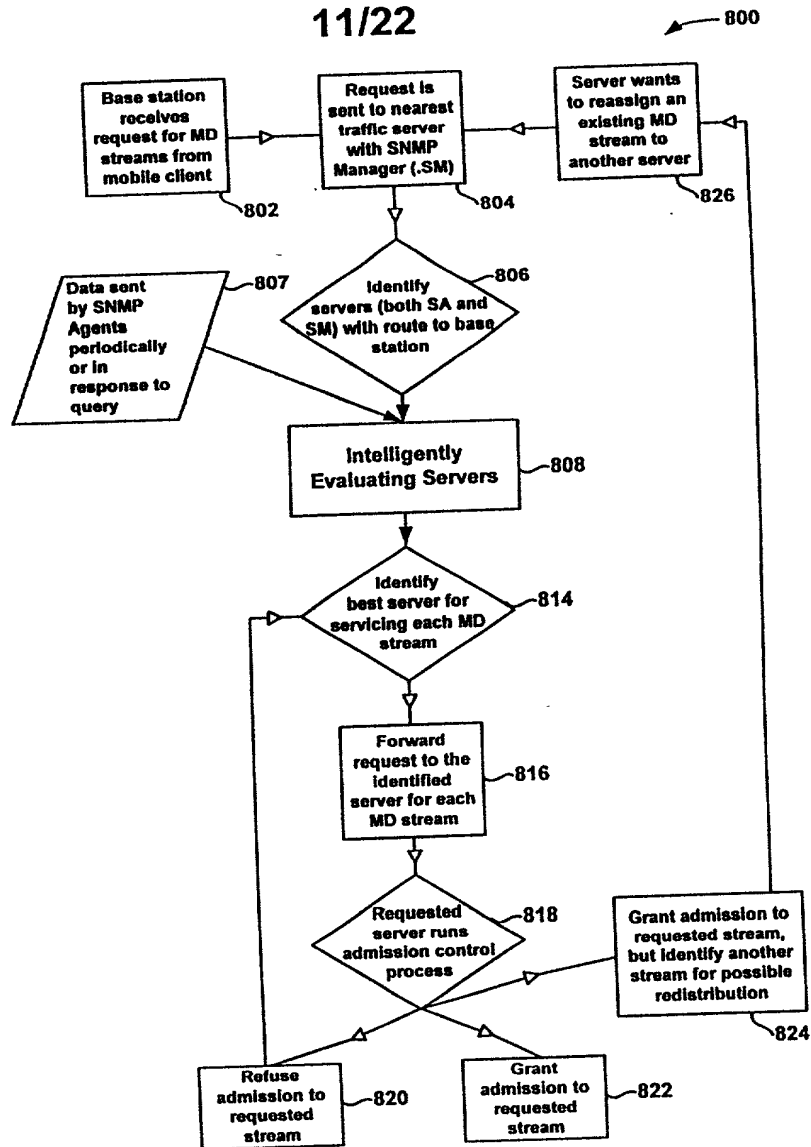 11/22
800
Base station
receives
request for MD
streams from
mobile client
802
Request is
sent to nearest
traffic server
with SNMP
Manager (.SM)
804
Server wants
to reassign an
existing MD
stream to
another server
826
Data sent
by SNMP
Agents
periodically
or in
response to
query
807
Identify
servers (both SA and
SM) with route to base
station
806
Intelligently
Evaluating Servers
808
Identify
best server for
servicing each MD
stream
814
Forward
request to the
identified
server for each
MD stream
816
Requested
server runs
admission control
process
818
Grant admission to
requested stream,
but identify another
stream for possible
redistribution
824
Refuse
admission to
requested
stream
820
Grant
admission to
requested
stream
822